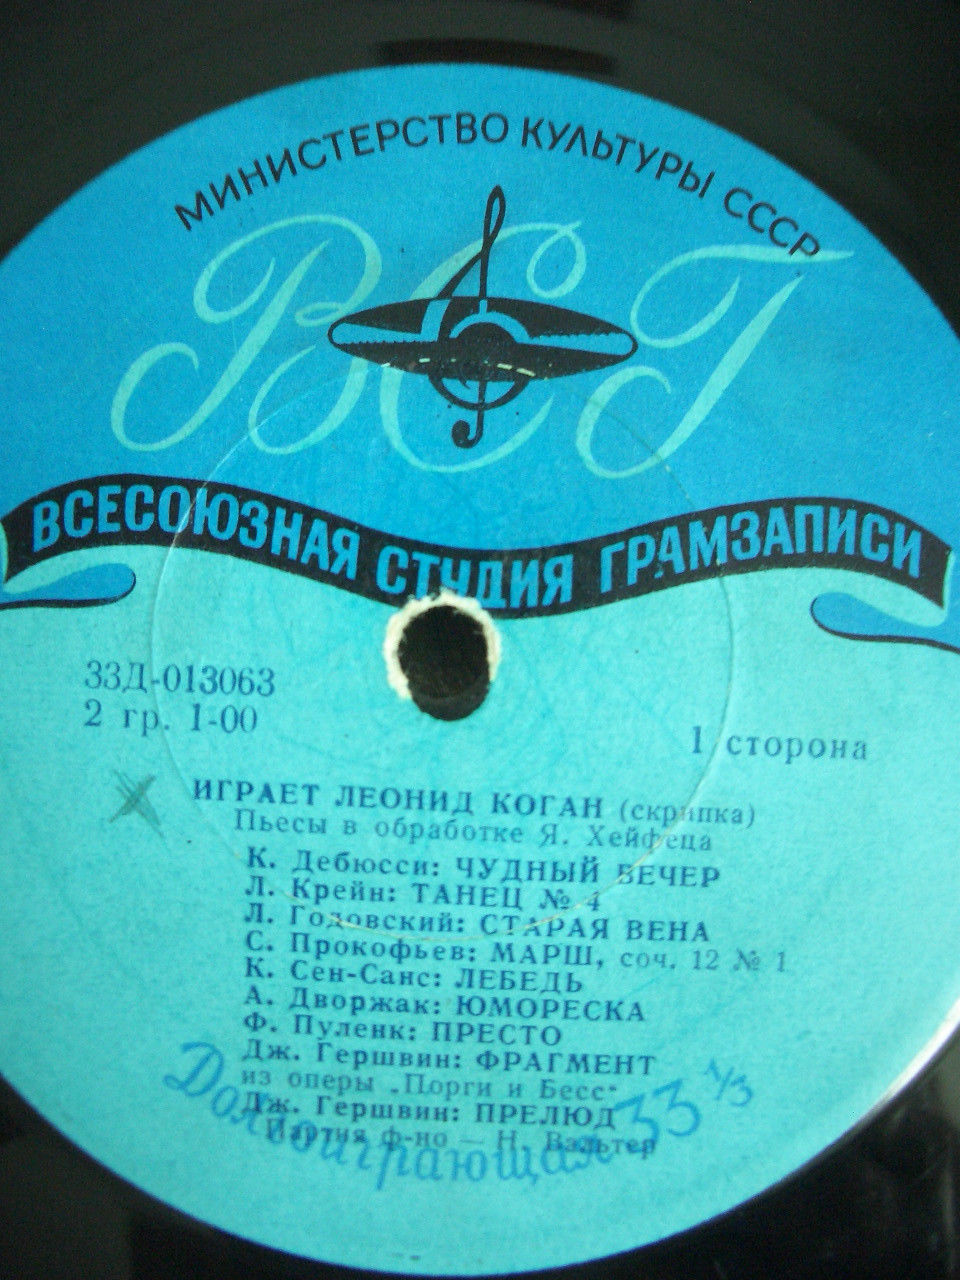 МИНИСТЕРСТВО КУЛЬТУРЫ СССР
ВСГ
ВСЕСОЮЗНАЯ СТУДИЯ ГРАМЗАПИСИ
33Д-013063
2 гр. 1-00
1 сторона
ИГРАЕТ ЛЕОНИД КОГАН (скрипка)
Пьесы в обработке Я. Хейфеца
К. Дебюсси: ЧУДНЫЙ ВЕЧЕР
Л. Крейн: ТАНЕЦ № 4
Л. Годовский: СТАРАЯ ВЕНА
С. Прокофьев: МАРШ, соч. 12 № 1
К. Сен-Санс: ЛЕБЕДЬ
А. Дворжак: ЮМОРЕСКА
Ф. Пуленк: ПРЕСТО
Дж. Гершвин: ФРАГМЕНТ
из оперы „Порги и Бесс"
Дж. Гершвин: ПРЕЛЮД
Партия ф-но — Н. Вальтер
Долгоиграющая 33 1/3